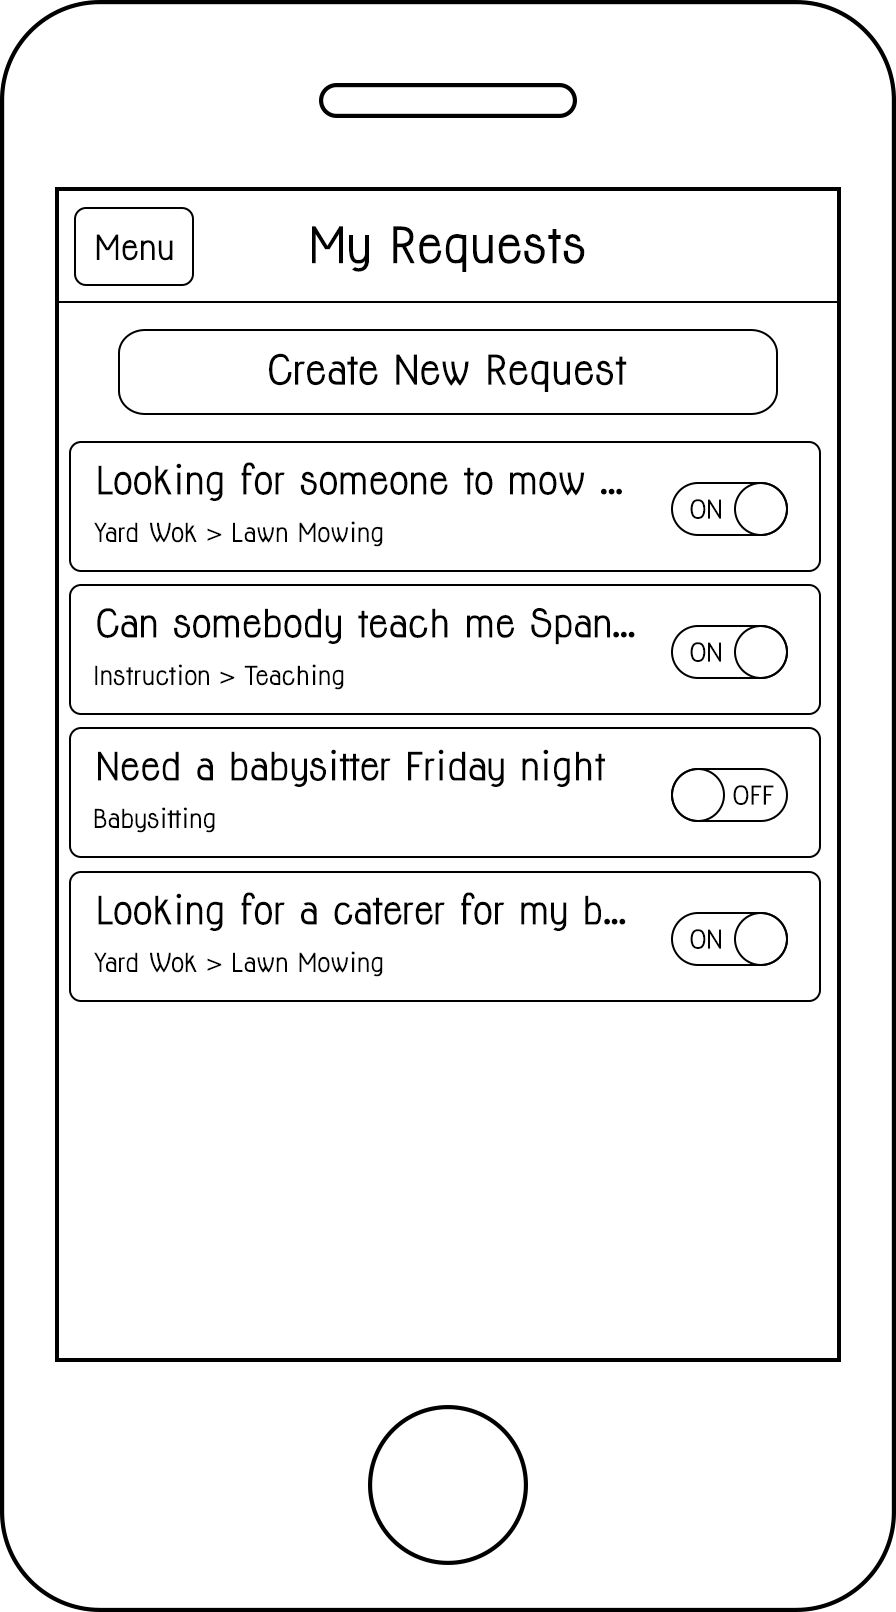 Menu
My Requests
Create New Request
Looking for someone to mow ...
ON
Yard Wok > Lawn Mowing
Can somebody teach me Span...
ON
Instruction > Teaching
Need a babysitter Friday night
OFF
Babysitting
Looking for a caterer for my b...
ON
Yard Wok > Lawn Mowing